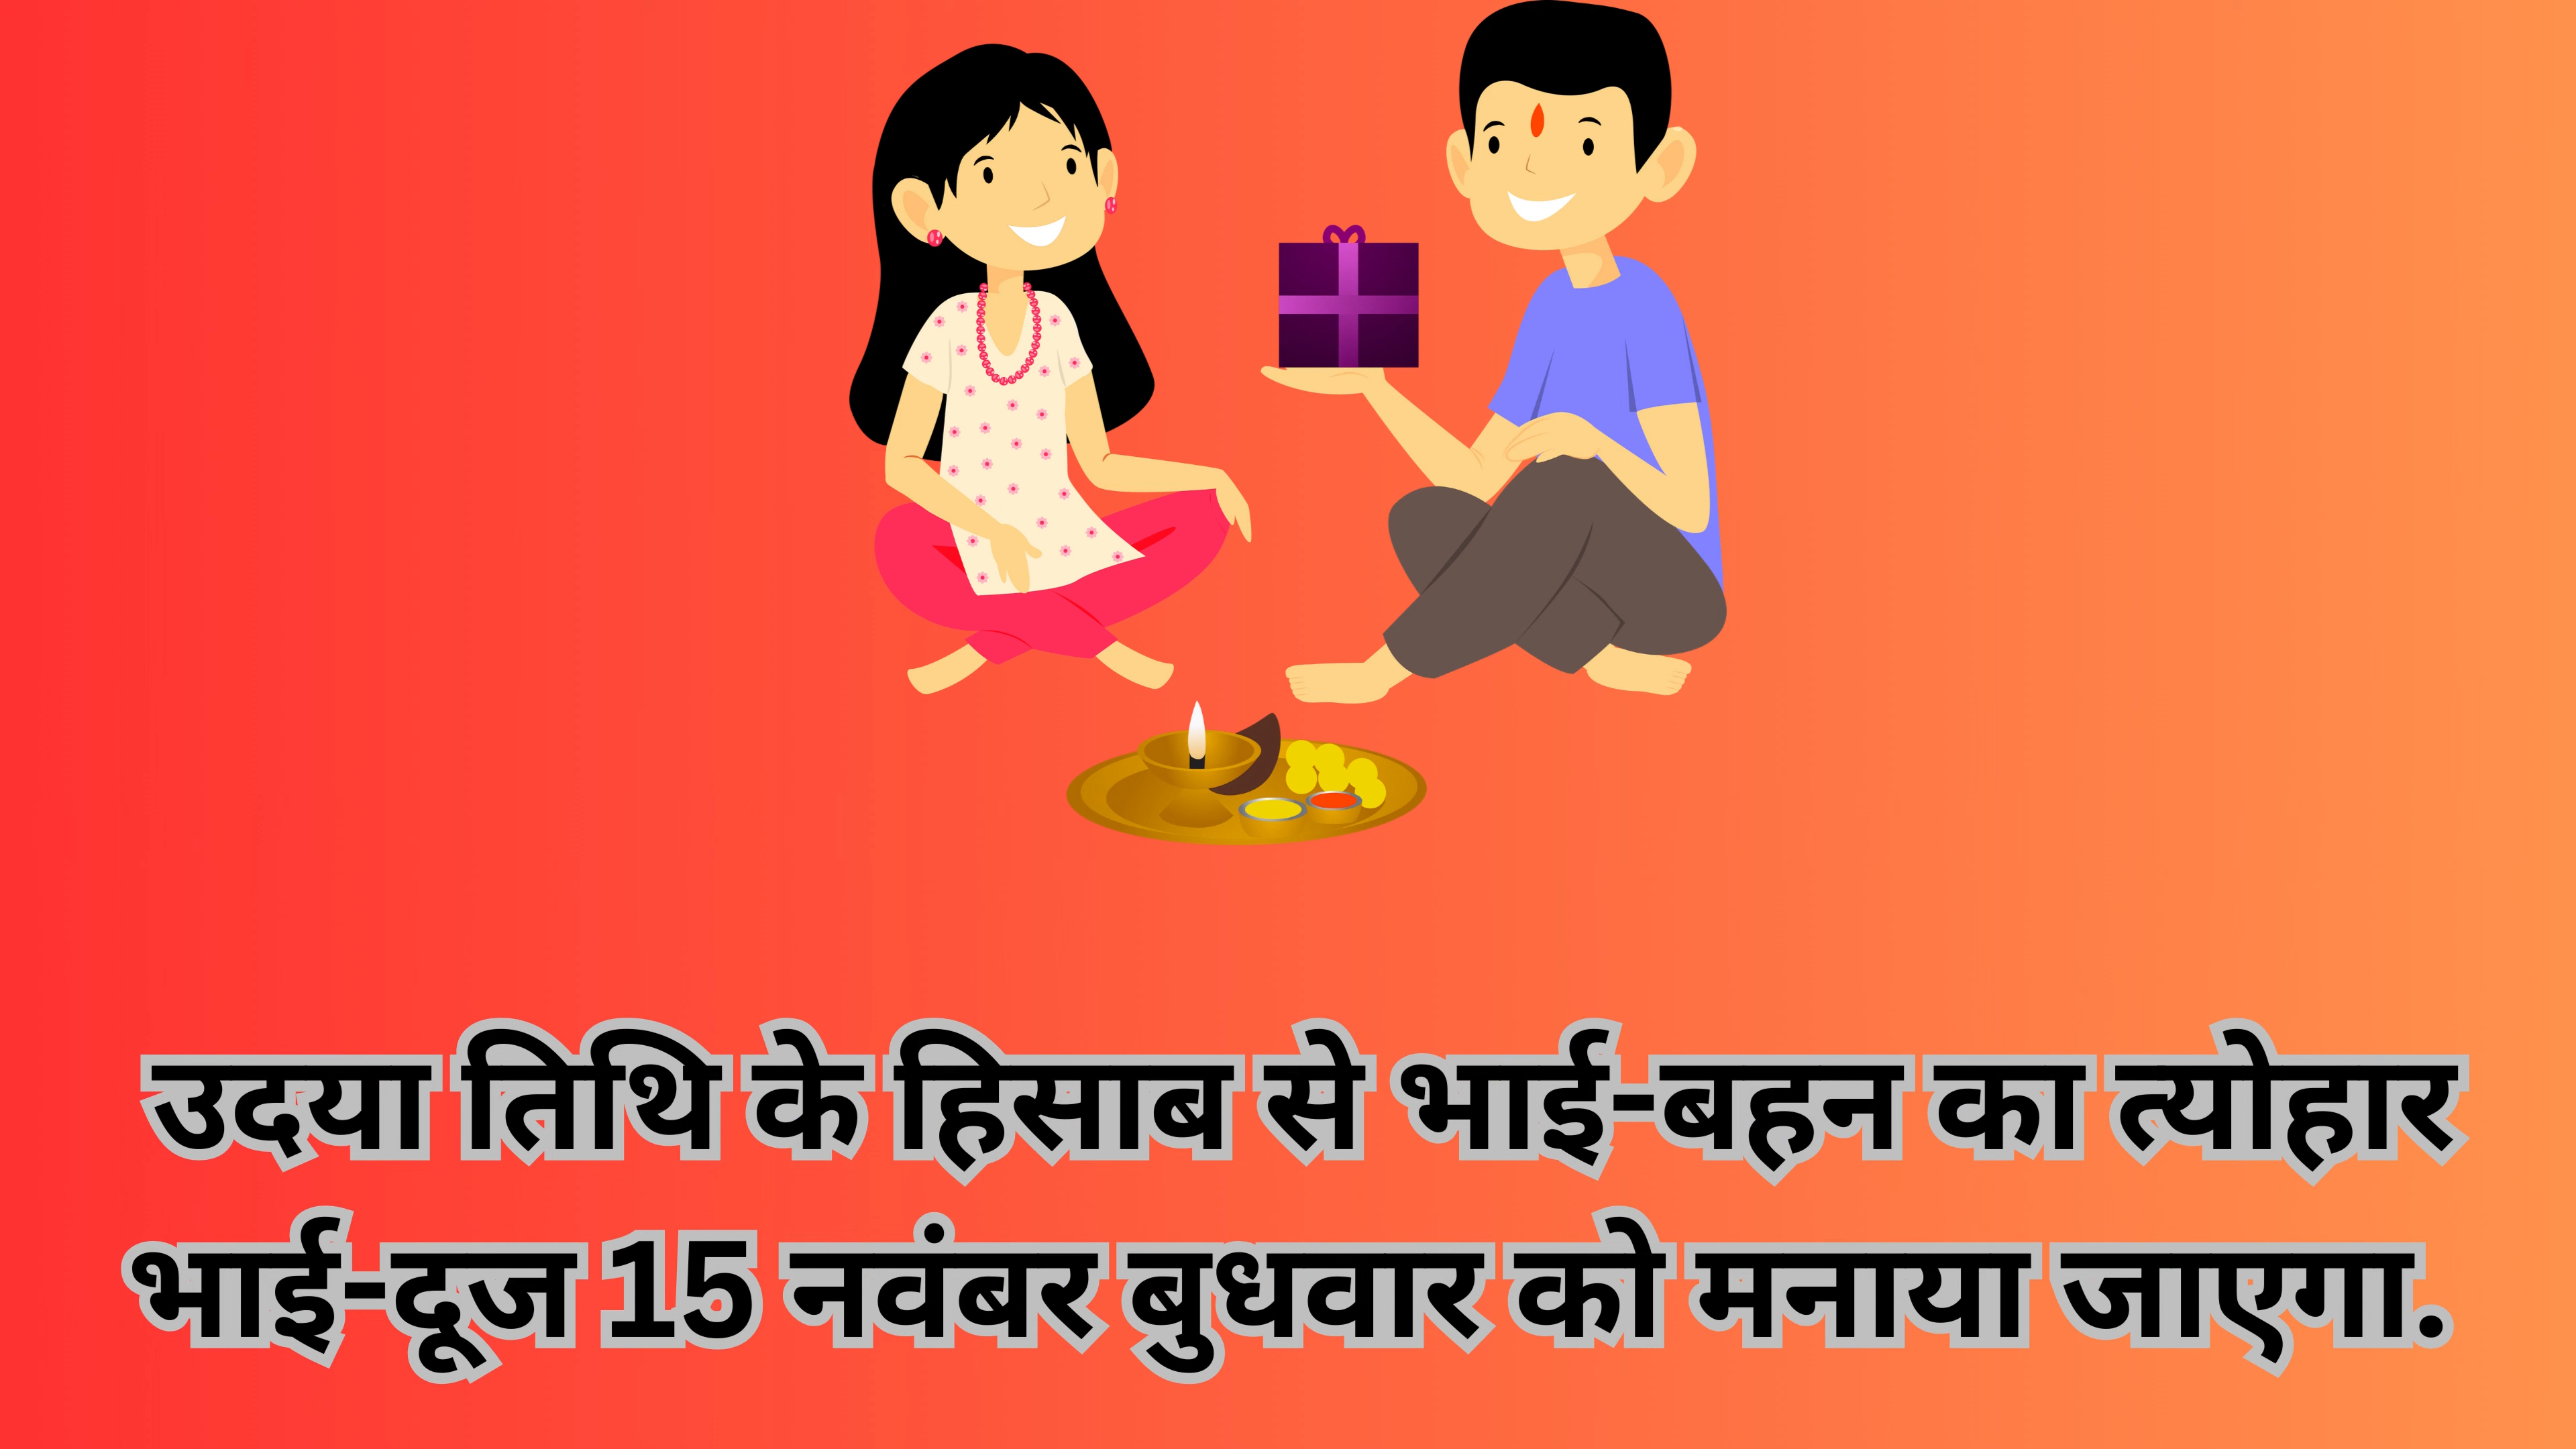 उदया तिथि के हिसाब से भाई-बहन का त्योहार
भाई-दूज 15 नवंबर बुधवार को मनाया जाएगा.